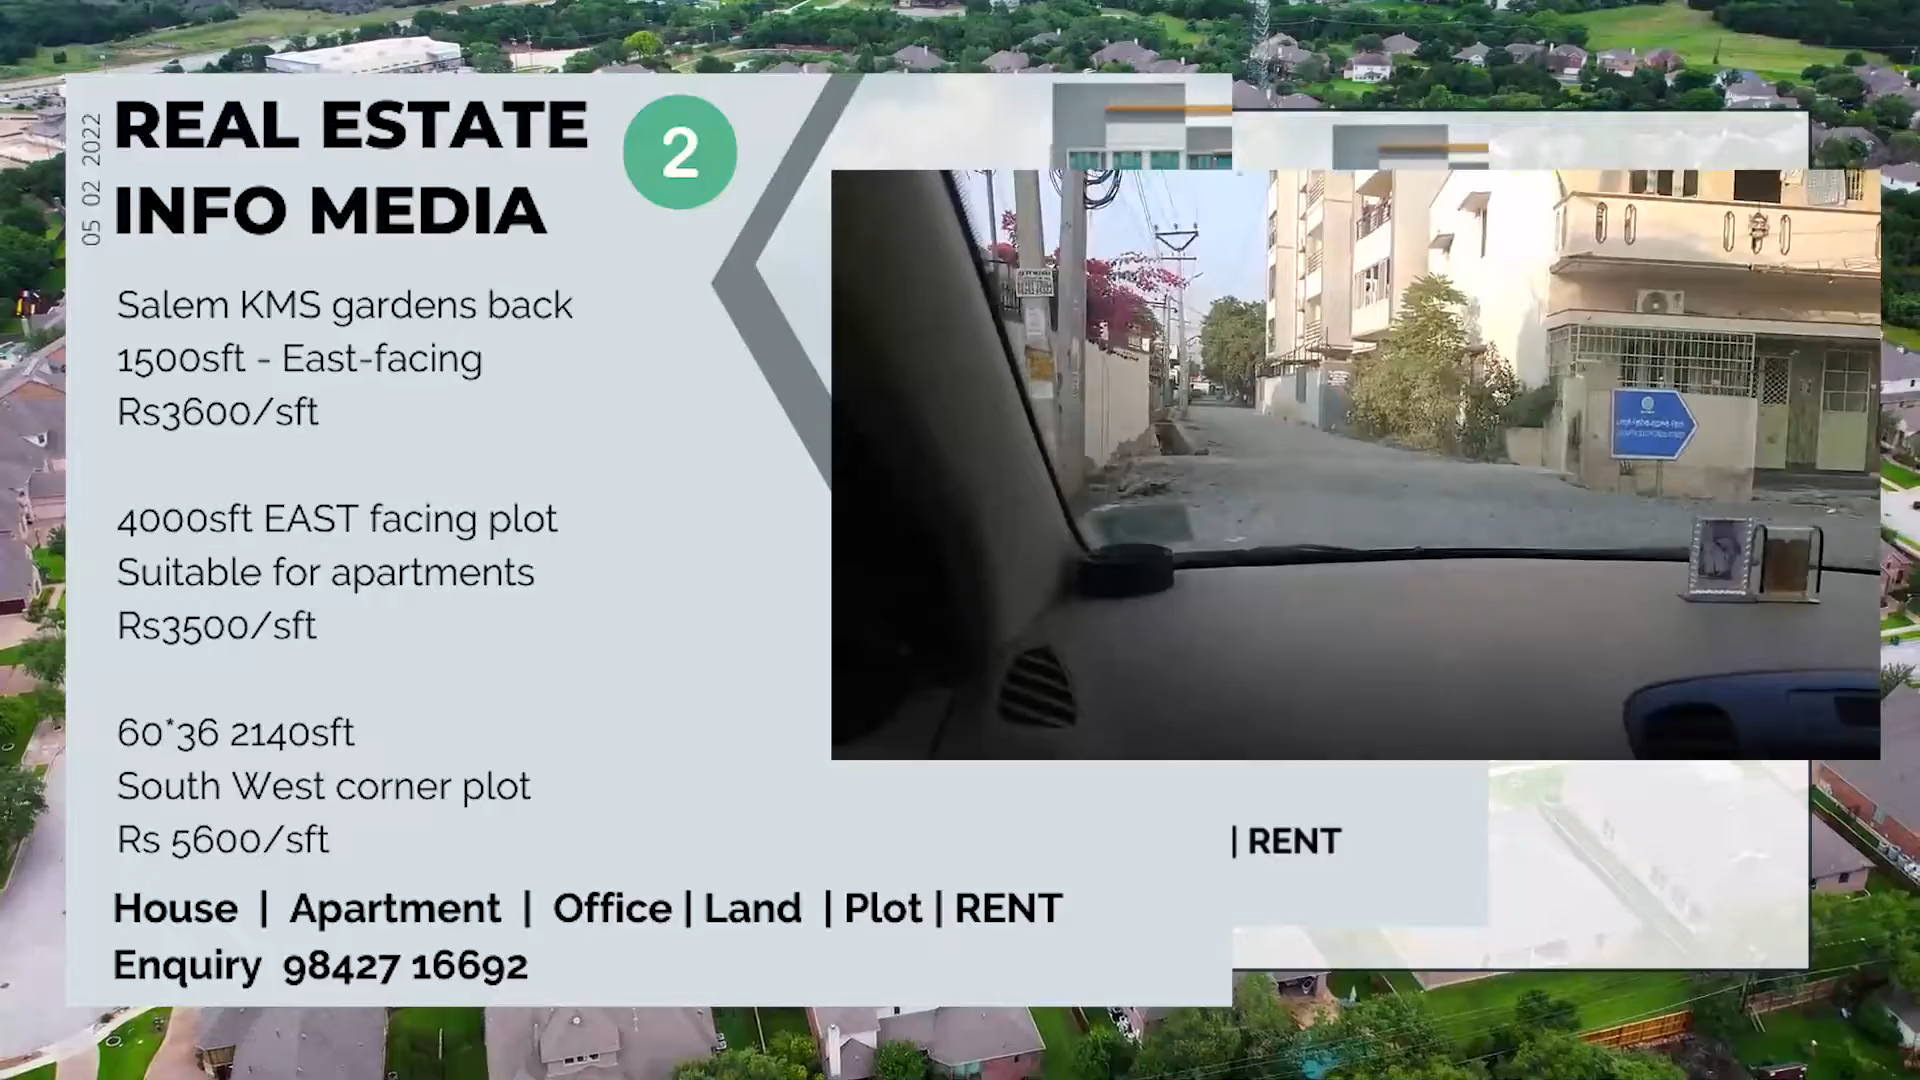 05 02 2022
REAL ESTATE
INFO MEDIA
2
Salem KMS gardens back
1500sft - East-facing
Rs3600/sft
4000sft EAST facing plot
Suitable for apartments
Rs3500/sft
60*36 2140sft
South West corner plot
Rs 5600/sft
| RENT
House | Apartment | Office | Land | Plot | RENT
Enquiry 98427 16692